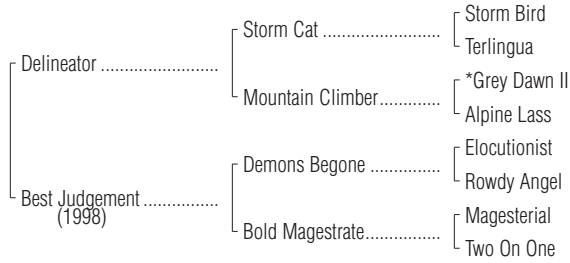 Storm Bird
Storm Cat ........................
Terlingua
Delineator ........................
*Grey Dawn II
Mountain Climber.............
Alpine Lass
Elocutionist
Demons Begone ..............
Rowdy Angel
Best Judgement ...............
(1998)
Magesterial
Bold Magestrate...............
Two On One